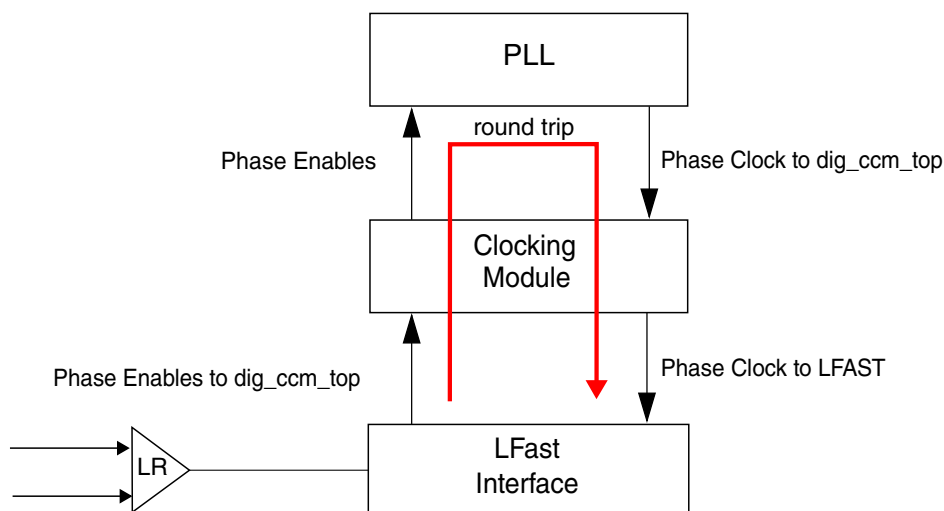 PLL
round trip
Phase Enables
Phase Clock to dig_ccm_top
Clocking
Module
Phase Enables to dig_ccm_top
Phase Clock to LFAST
LR
LFast
Interface